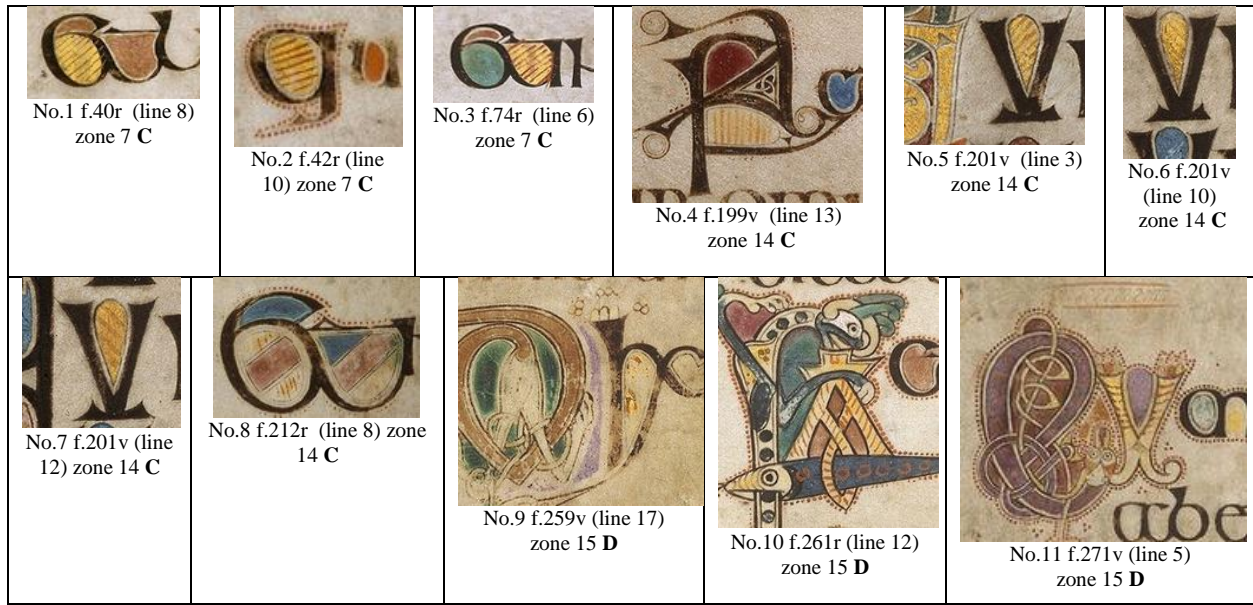 No.1 f.40r (line 8)
zone 7 C
No.2 f.42r (line
10) zone 7 C
No.3 f.74r (line 6)
zone 7 C
No.4 f.199v (line 13)
zone 14 C
No.5 f.201v (line 3)
zone 14 C
No.6 f.201v
(line 10)
zone 14 C
No.7 f.201v (line
12) zone 14 C
No.8 f.212r (line 8) zone
14 C
No.9 f.259v (line 17)
zone 15 D
No.10 f.261r (line 12)
zone 15 D
abe
No.11 f.271v (line 5)
zone 15 D